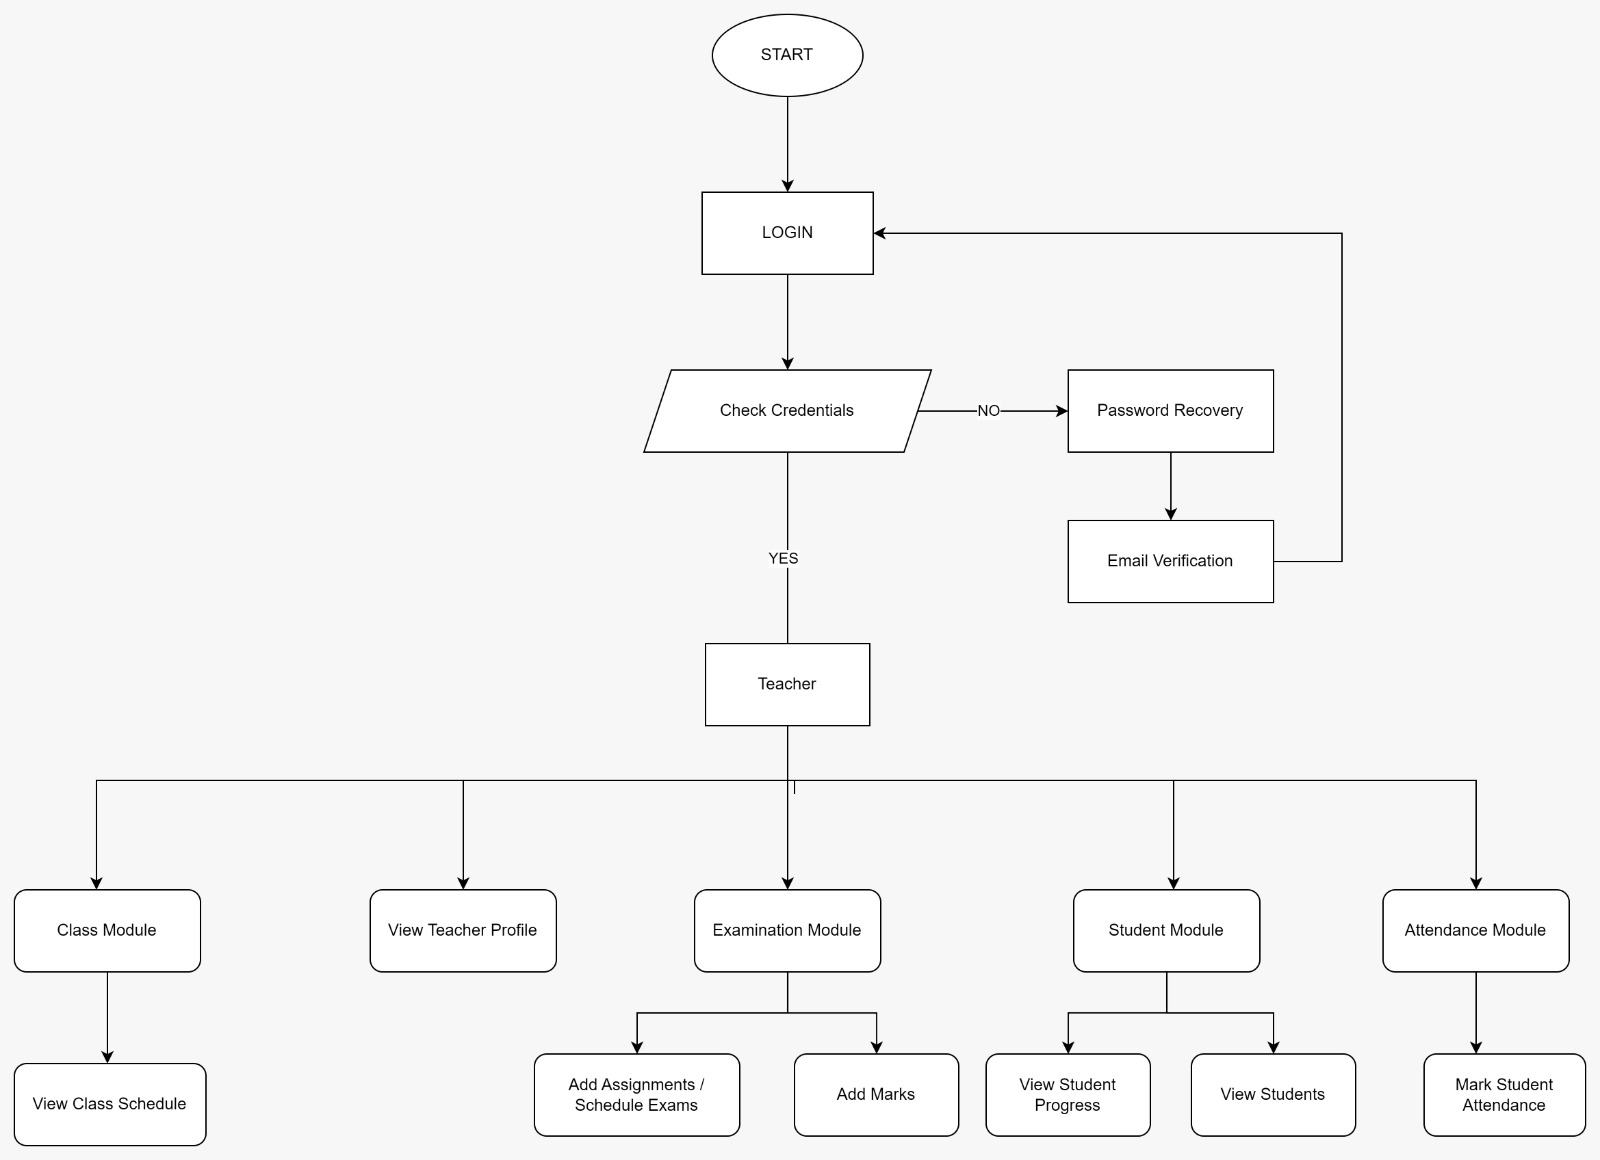 START
LOGIN
Check Credentials
NO
Password Recovery
YES
Email Verification
Teacher
Class Module
View Teacher Profile
Examination Module
Student Module
Attendance Module
View Class Schedule
Add Assignments /
Schedule Exams
Add Marks
View Student
Progress
View Students
Mark Student
Attendance